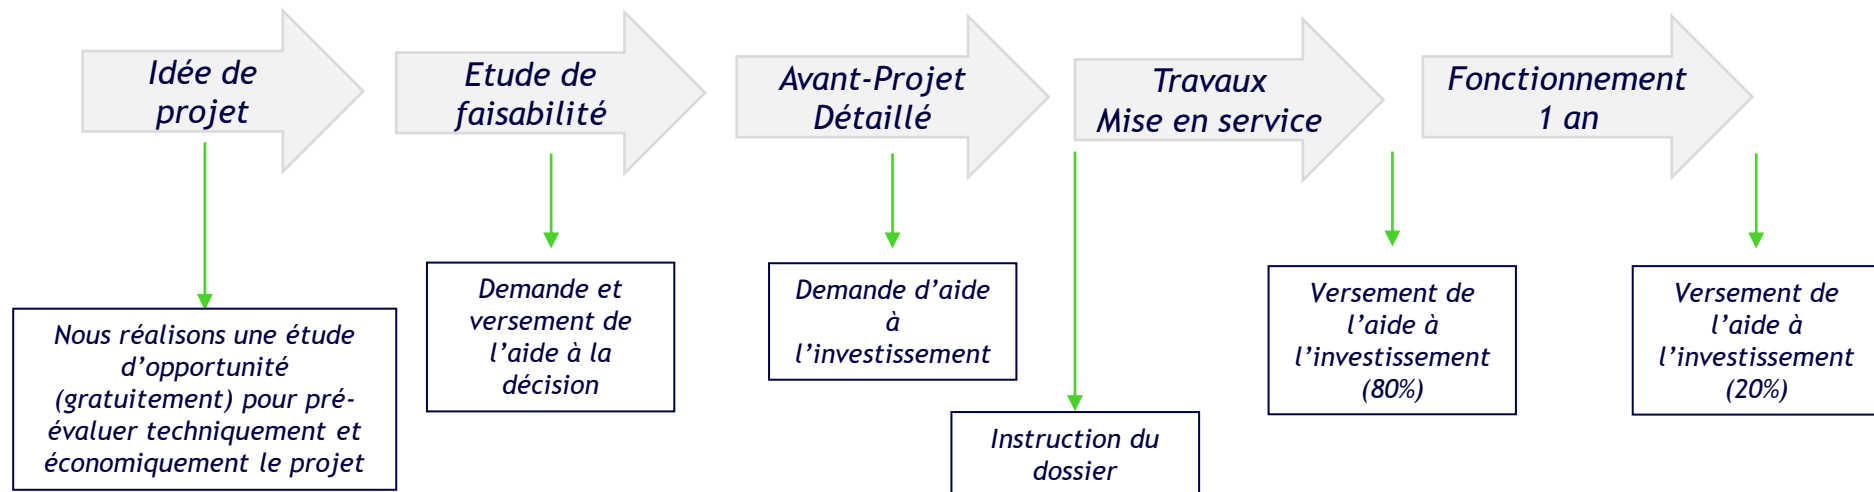 Idée de
projet
Etude de
faisabilité
Avant-Projet
Détaillé
Travaux
Mise en service
Fonctionnement
1 an
Nous réalisons une étude
d’opportunité
(gratuitement) pour pré-
évaluer techniquement et
économiquement le projet
Demande et
versement de
l’aide à la
décision
Demande d’aide
à
l’investissement
Instruction du
dossier
Versement de
l’aide à
l’investissement
(80%)
Versement de
l’aide à
l’investissement
(20%)